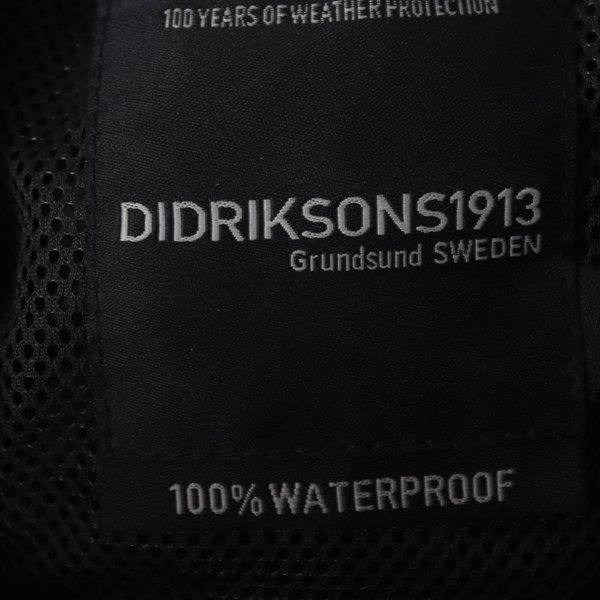 100 YEARS OF WEATHER PROTECTION
DIDRIKSONS1913
Grundsund SWEDEN
100% WATERPROOF